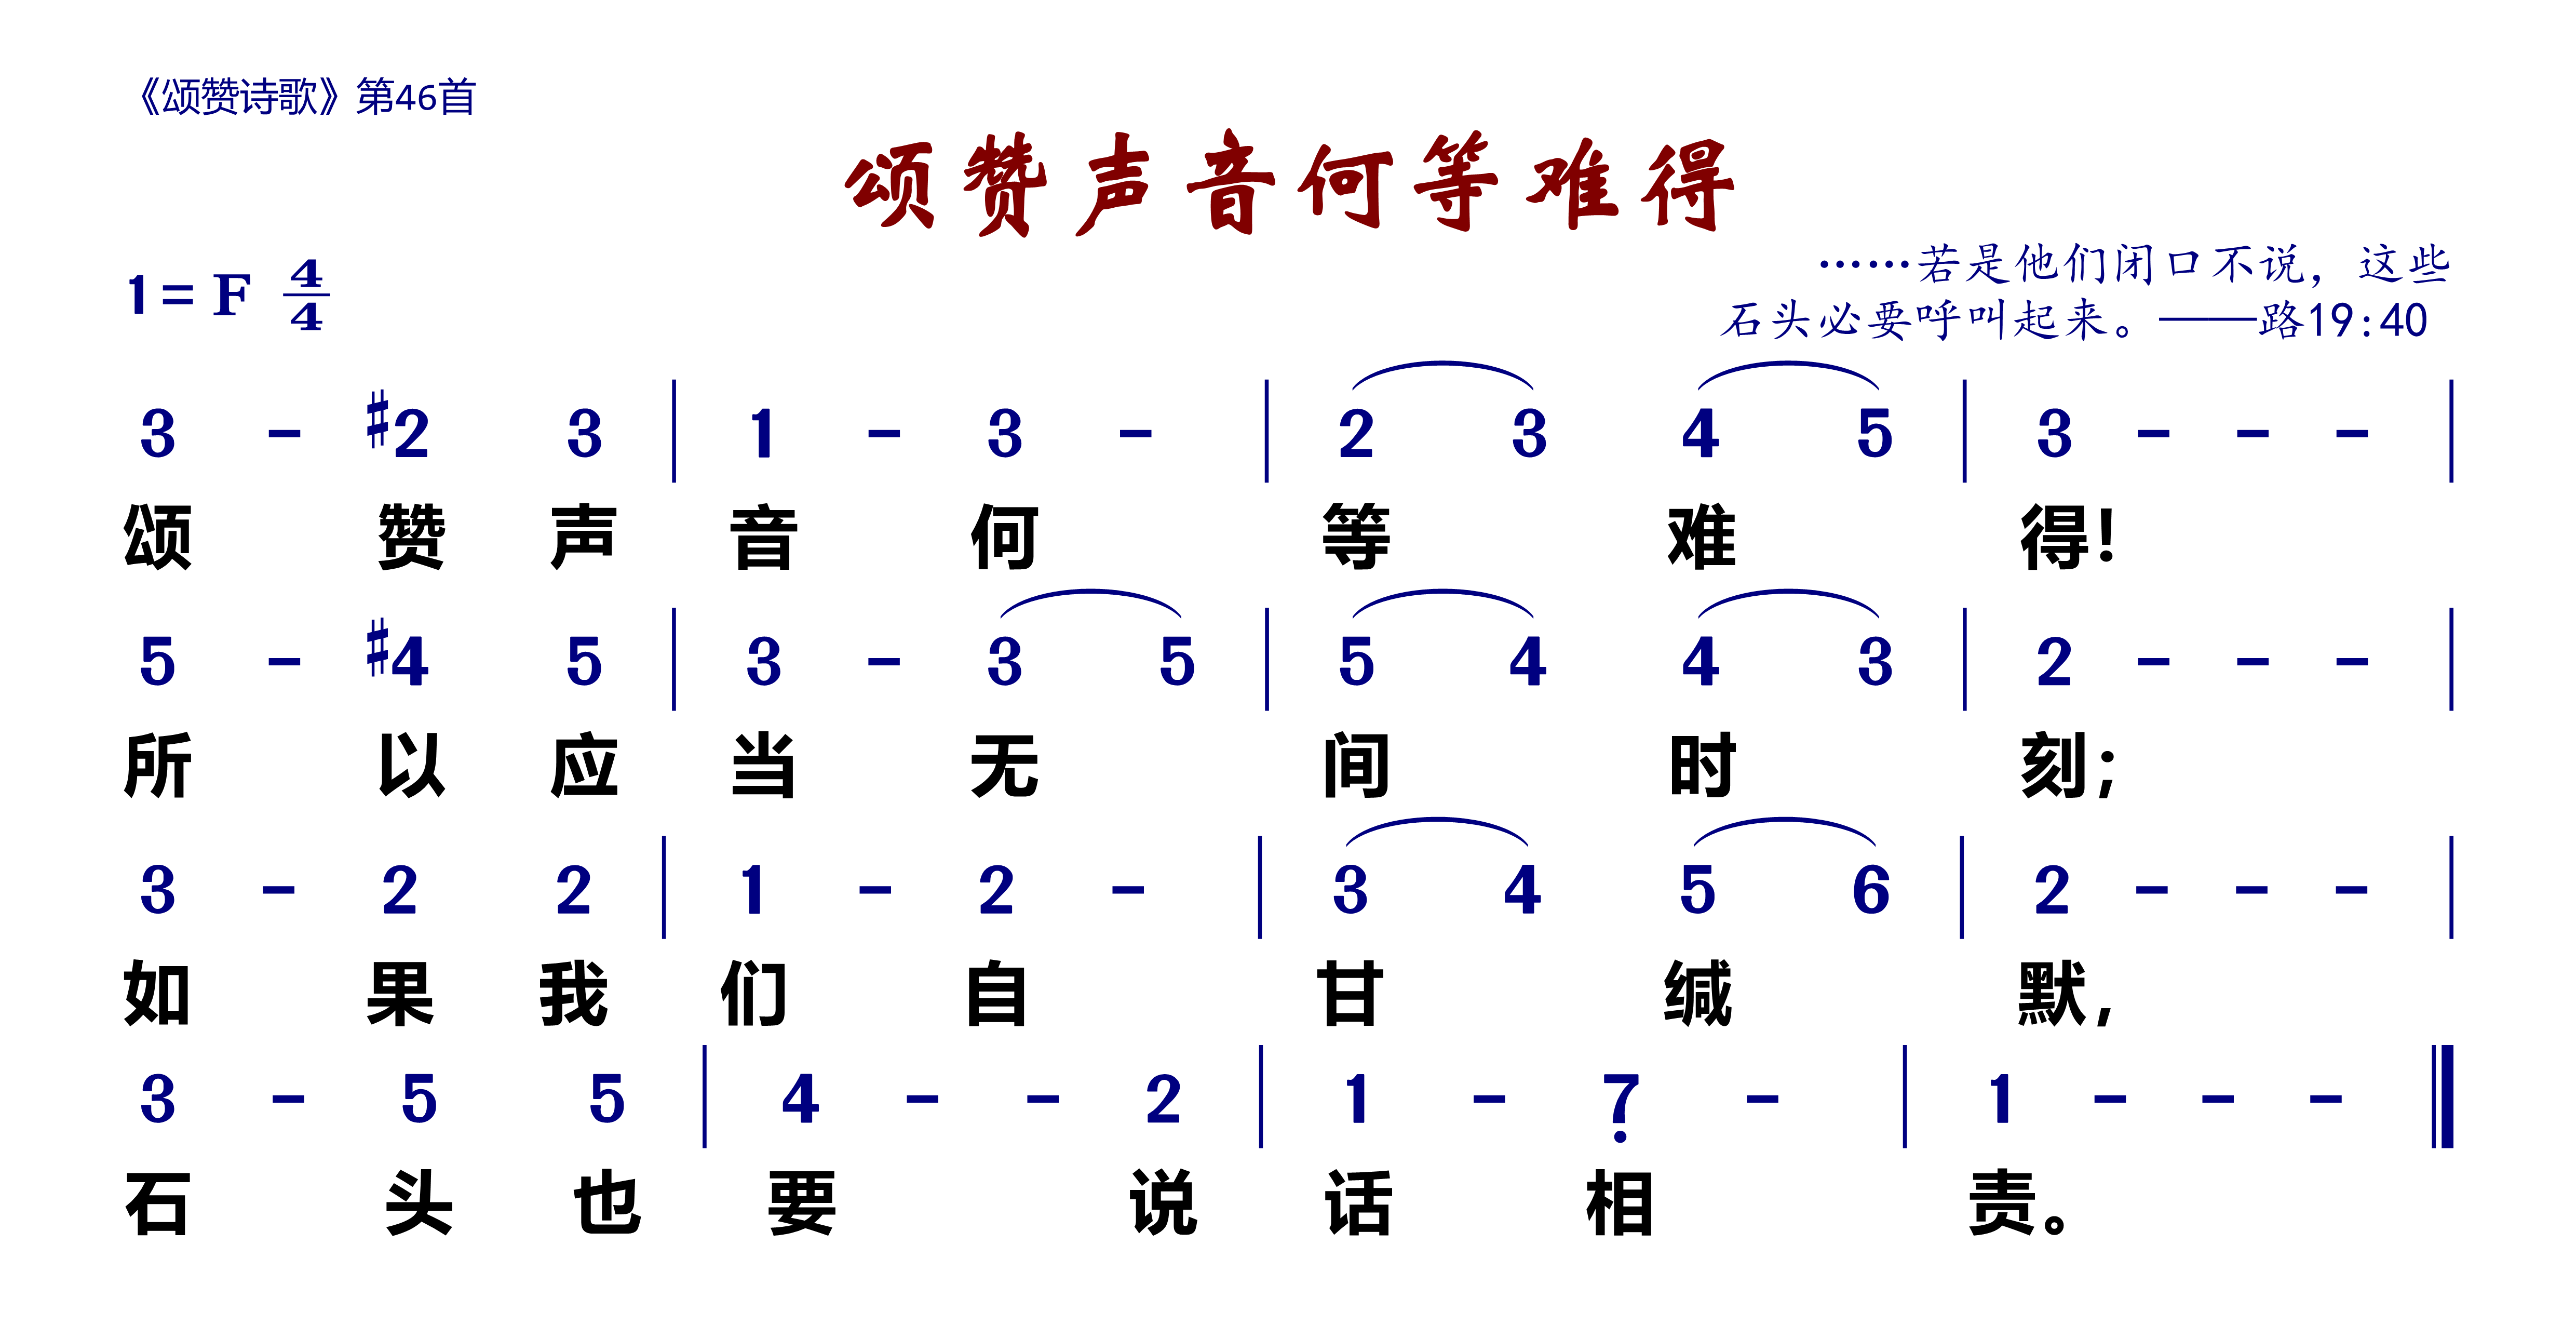 《颂赞诗歌》第46首
颂赞声音何等难得
……若是他们闭口不说，这些
1= F 4/4
石头必要呼叫起来。——路19:40
3 - #2 3 | 1 - 3 - | 2 3 4 5 | 3 - - - |
颂 赞 声 音 何 等 难 得！
5 - #4 5 | 3 - 3 5 | 5 4 4 3 | 2 - - - |
所 以 应 当 无 间 时 刻；
3 - 2 2 | 1 - 2 - | 3 4 5 6 | 2 - - - |
如 果 我 们 自 甘 缄 默，
3 - 5 5 | 4 - - 2 | 1 - 7̣ - | 1 - - - ‖
石 头 也 要 说 话 相 责。